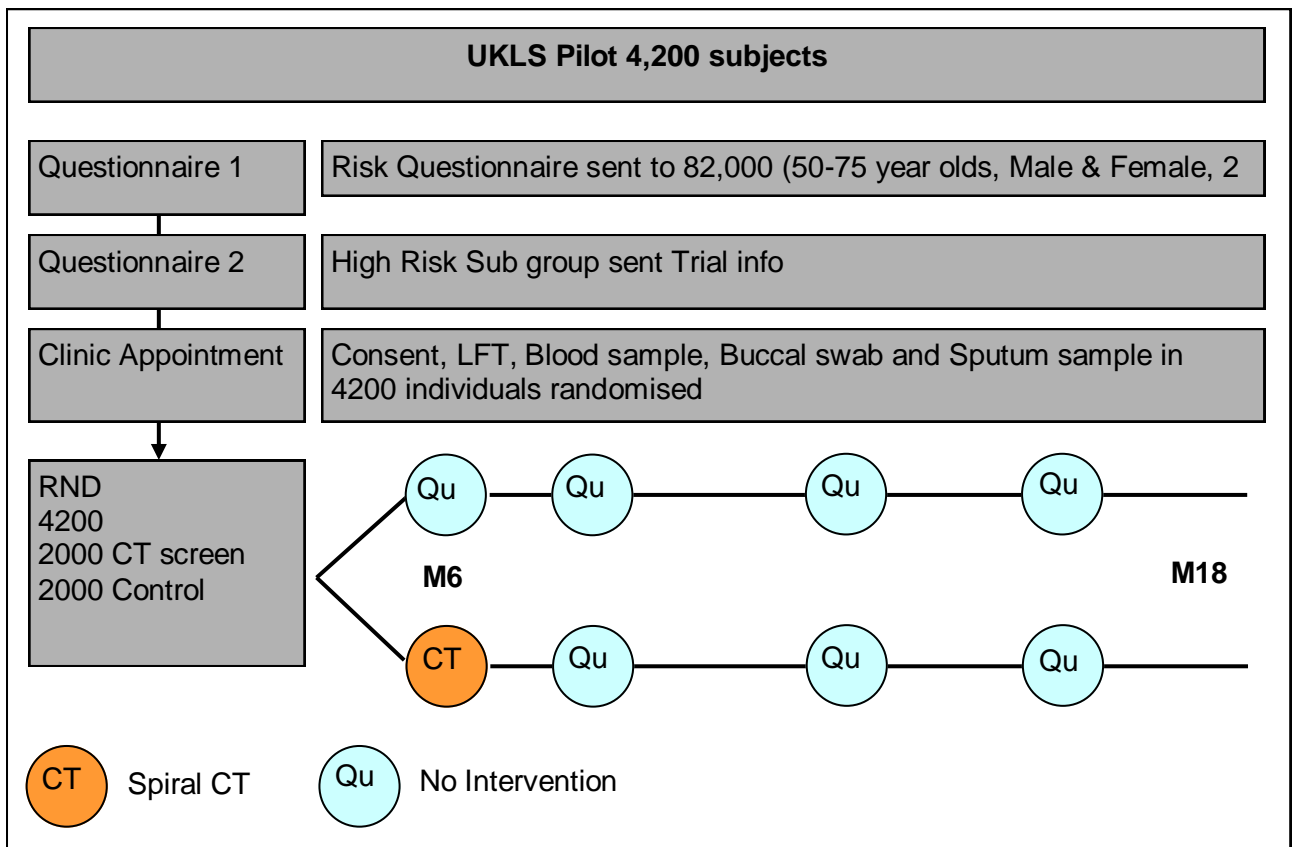 UKLS Pilot 4,200 subjects
Questionnaire 1
Risk Questionnaire sent to 82,000 (50-75 year olds, Male & Female, 2
Questionnaire 2
High Risk Sub group sent Trial info
Clinic Appointment
Consent, LFT, Blood sample, Buccal swab and Sputum sample in
4200 individuals randomised
RND
4200
2000 CT screen
2000 Control
Qu Qu Qu Qu
M6 M18
CT Qu Qu Qu
CT Spiral CT Qu No Intervention